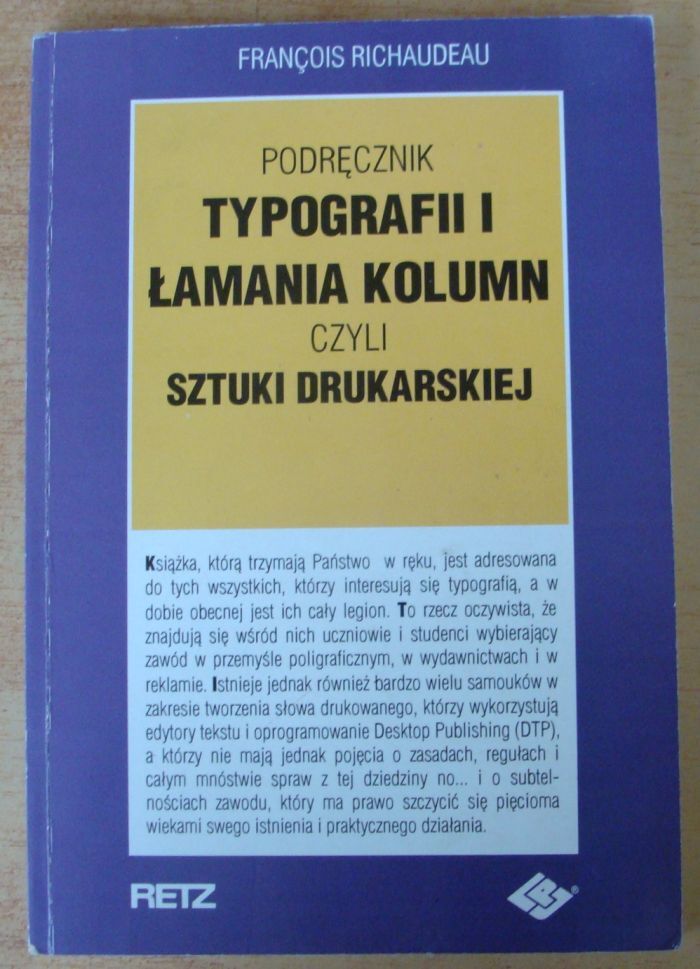 FRANÇOIS RICHAUDEAU
PODRĘCZNIK
TYPOGRAFII I
ŁAMANIA KOLUMN
CZYLI
SZTUKI DRUKARSKIEJ
Książka, którą trzymają Państwo w ręku, jest adresowana
do tych wszystkich, którzy interesują się typografią, a w
dobie obecnej jest ich cały legion. To rzecz oczywista, że
znajdują się wśród nich uczniowie i studenci wybierający
zawód w przemyśle poligraficznym, w wydawnictwach i w
reklamie. Istnieje jednak również bardzo wielu samouków w
zakresie tworzenia słowa drukowanego, którzy wykorzystują
edytory tekstu i oprogramowanie Desktop Publishing (DTP),
a którzy nie mają jednak pojęcia o zasadach, regułach i
całym mnóstwie spraw z tej dziedziny no... i o subtel-
nościach zawodu, który ma prawo szczycić się pięcioma
wiekami swego istnienia i praktycznego działania.
RETZ